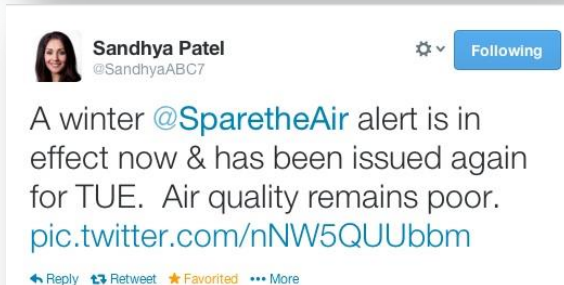 Sandhya Patel
@SandhyaABC7
Following
A winter @SparetheAir alert is in
effect now & has been issued again
for TUE.  Air quality remains poor.
pic.twitter.com/nNW5QUUbbm
Reply Retweet Favorited More